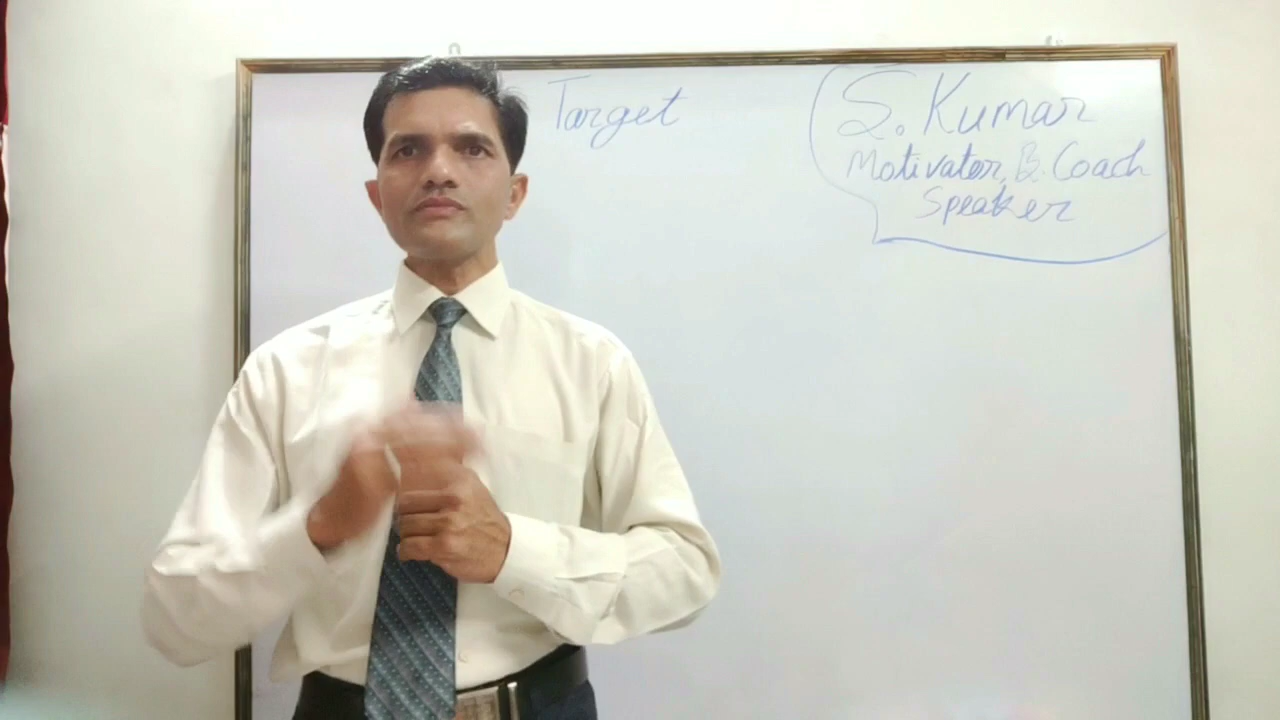 Target
S. Kumar
Motivator, B. Coach
Speaker